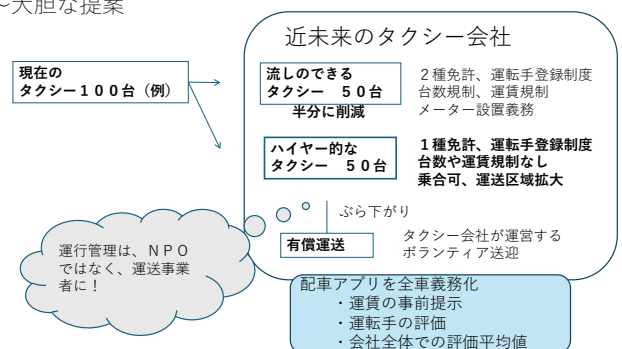 〜大胆な提案
近未来のタクシー会社
現在の
タクシー１００台（例）
流しのできる
タクシー　５０台
半分に削減
２種免許、運転手登録制度
台数規制、運賃規制
メーター設置義務
ハイヤー的な
タクシー　５０台
１種免許、運転手登録制度
台数や運賃規制なし
乗合可、運送区域拡大
ぶら下がり
有償運送
タクシー会社が運営する
ボランティア送迎
運行管理は、ＮＰＯ
ではなく、運送事業
者に！
配車アプリを全車義務化
・運賃の事前提示
・運転手の評価
・会社全体での評価平均値